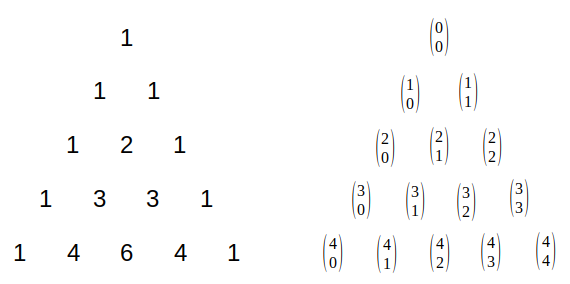 1
1 1
1 2 1
1 3 3 1
1 4 6 4 1
(0 0)
(1 0) (1 1)
(2 0) (2 1) (2 2)
(3 0) (3 1) (3 2) (3 3)
(4 0) (4 1) (4 2) (4 3) (4 4)